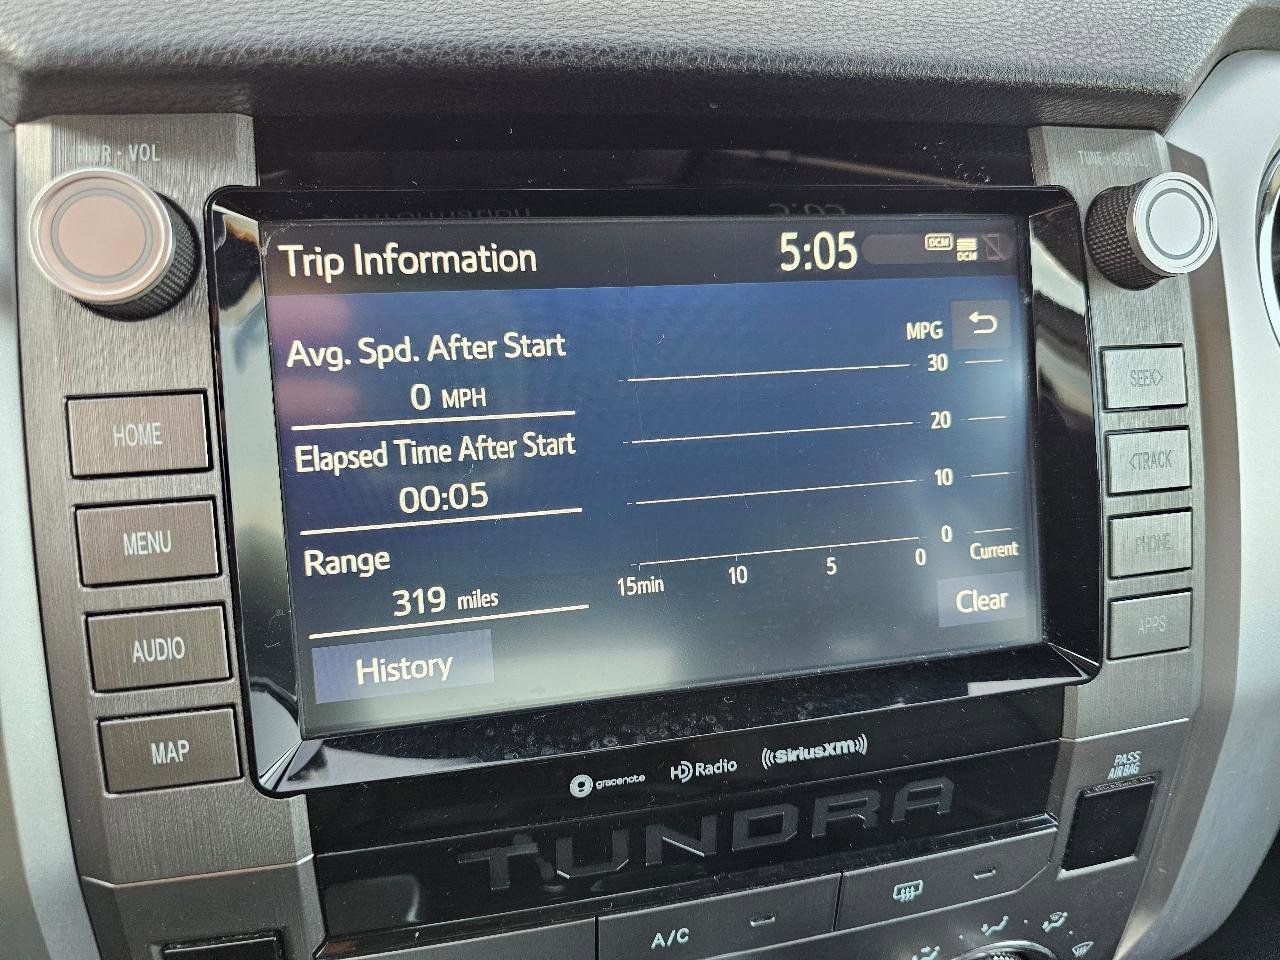 PWR • VOL
TUNE • SCROLL
Trip Information
5:05
DCM
DCM
Avg. Spd. After Start
0 MPH
Elapsed Time After Start
00:05
Range
319 miles
History
MPG
30
20
10
0
15min 10 5 0
Current
Clear
HOME
MENU
AUDIO
MAP
SEEK>
<TRACK
PHONE
APPS
gracenote
HD Radio
SiriusXM
TUNDRA
PASS
AIR BAG
A/C